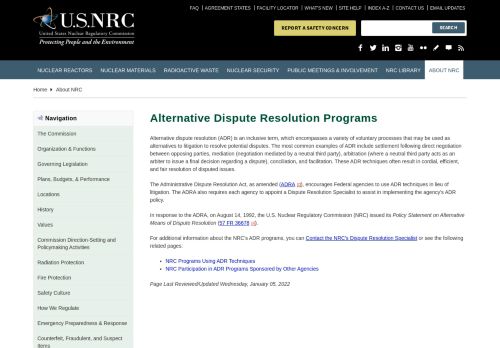 FAQ | AGREEMENT STATES | FACILITY LOCATOR | WHAT'S NEW | SITE HELP | INDEX A-Z | CONTACT US | EMAIL UPDATES
U.S.NRC
United States Nuclear Regulatory Commission
Protecting People and the Environment
REPORT A SAFETY CONCERN
SEARCH
NUCLEAR REACTORS NUCLEAR MATERIALS RADIOACTIVE WASTE NUCLEAR SECURITY PUBLIC MEETINGS & INVOLVEMENT NRC LIBRARY ABOUT NRC
Home About NRC
Navigation
The Commission
Organization & Functions
Governing Legislation
Plans, Budgets, & Performance
Locations
History
Values
Commission Direction-Setting and
Policymaking Activities
Radiation Protection
Fire Protection
Safety Culture
How We Regulate
Emergency Preparedness & Response
Counterfeit, Fraudulent, and Suspect
Items
Alternative Dispute Resolution Programs
Alternative dispute resolution (ADR) is an inclusive term, which encompasses a variety of voluntary processes that may be used as
alternatives to litigation to resolve potential disputes. The most common examples of ADR include settlement following direct negotiation
between opposing parties, mediation (negotiation mediated by a neutral third party), arbitration (where a neutral third party acts as an
arbiter to issue a final decision regarding a dispute), conciliation, and facilitation. These ADR techniques often result in cordial, efficient,
and fair resolution of disputed issues.
The Administrative Dispute Resolution Act, as amended (ADRA), encourages Federal agencies to use ADR techniques in lieu of
litigation. The ADRA also requires each agency to appoint a Dispute Resolution Specialist to assist in implementing the agency's ADR
policy.
In response to the ADRA, on August 14, 1992, the U.S. Nuclear Regulatory Commission (NRC) issued its Policy Statement on Alternative
Means of Dispute Resolution (57 FR 36678).
For additional information about the NRC's ADR programs, you can Contact the NRC's Dispute Resolution Specialist or see the following
related pages:
NRC Programs Using ADR Techniques
NRC Participation in ADR Programs Sponsored by Other Agencies
Page Last Reviewed/Updated Wednesday, January 05, 2022